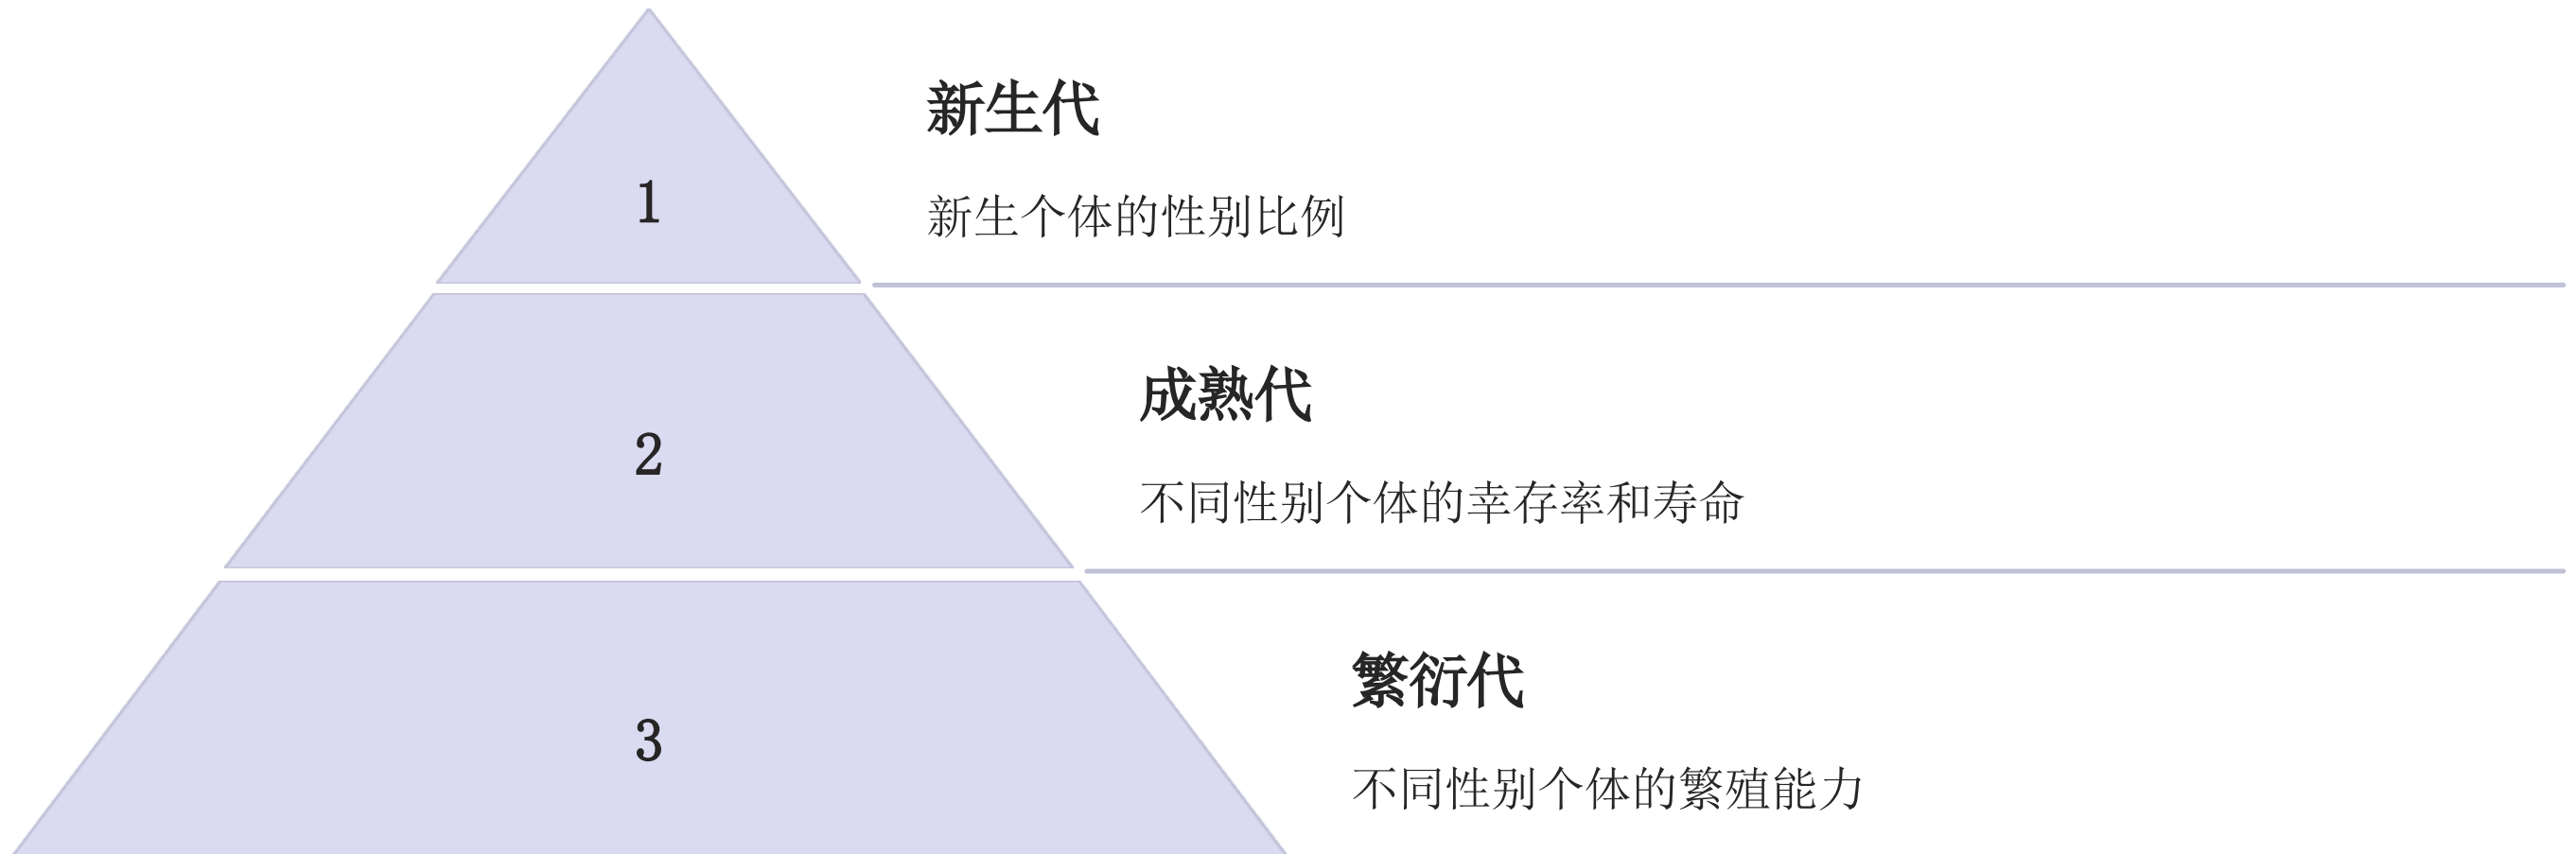 1
新生代
新生个体的性别比例
2
成熟代
不同性别个体的幸存率和寿命
3
繁衍代
不同性别个体的繁殖能力